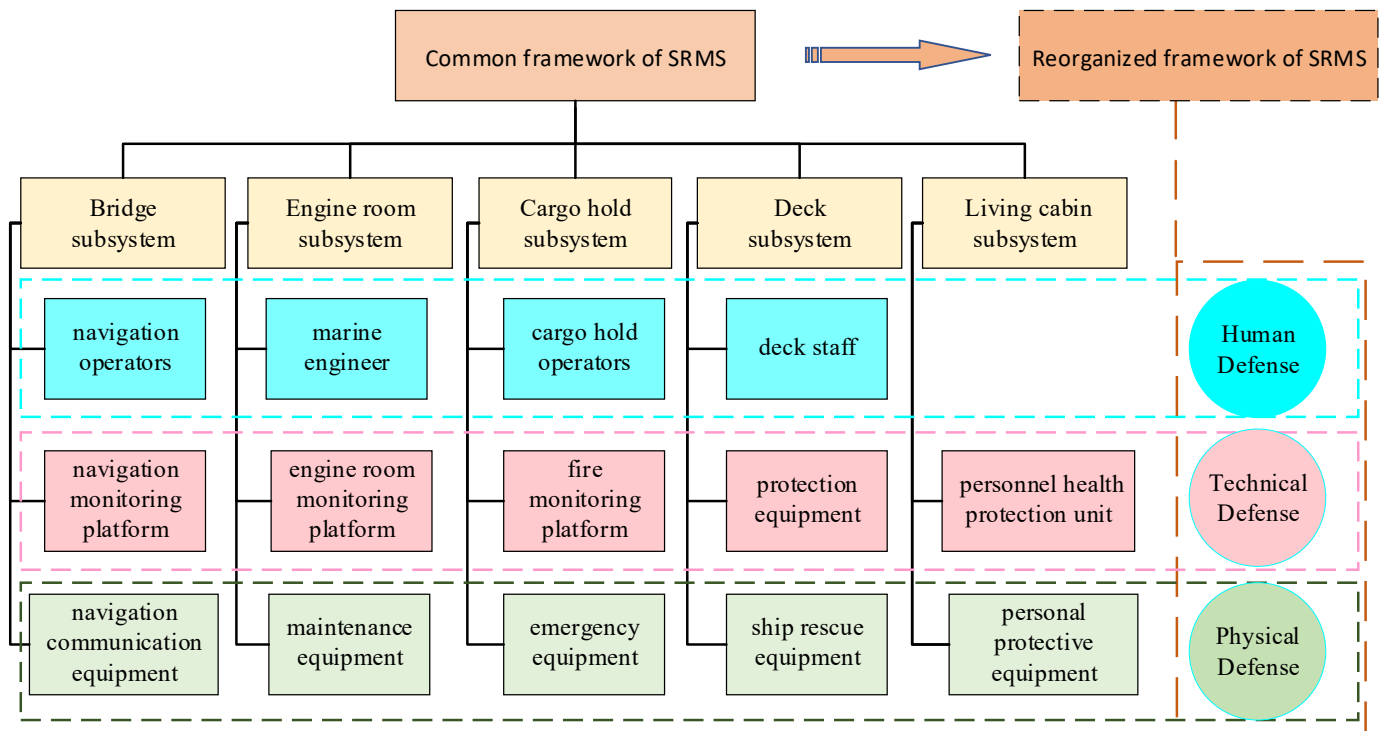 Common framework of SRMS
Reorganized framework of SRMS
Bridge
subsystem
Engine room
subsystem
Cargo hold
subsystem
Deck
subsystem
Living cabin
subsystem
navigation
operators
marine
engineer
cargo hold
operators
deck staff
Human
Defense
navigation
monitoring
platform
engine room
monitoring
platform
fire
monitoring
platform
protection
equipment
personnel health
protection unit
Technical
Defense
navigation
communication
equipment
maintenance
equipment
emergency
equipment
ship rescue
equipment
personal
protective
equipment
Physical
Defense